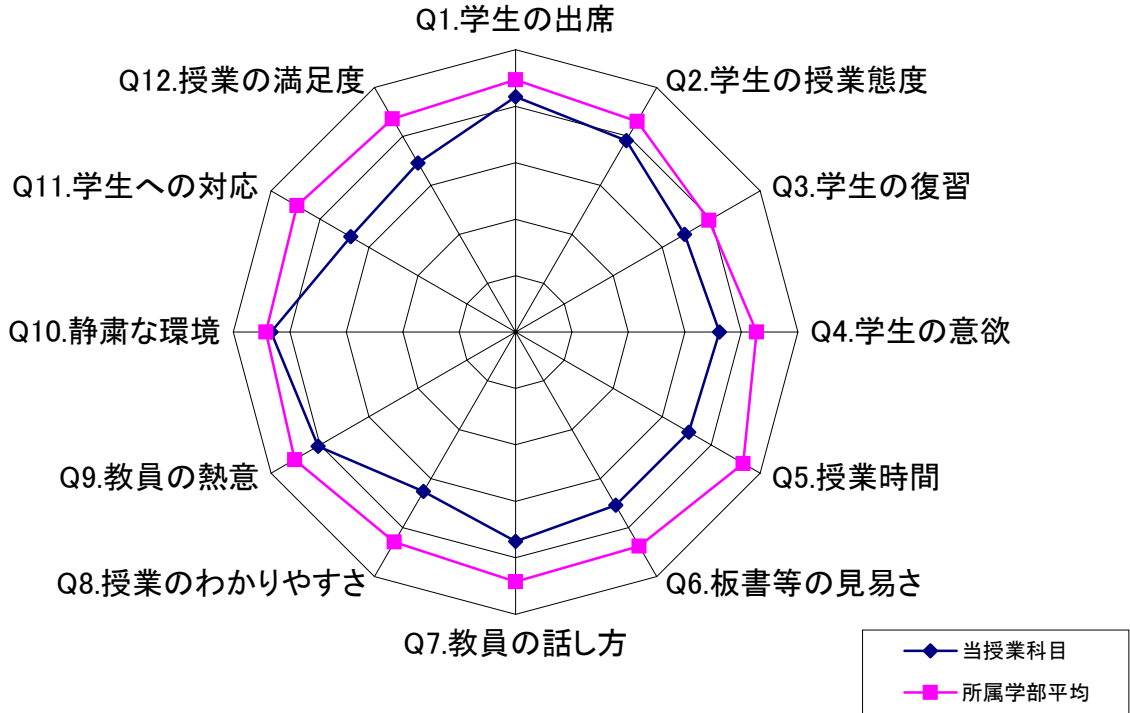 Q1.学生の出席
Q2.学生の授業態度
Q3.学生の復習
Q4.学生の意欲
Q5.授業時間
Q6.板書等の見易さ
Q7.教員の話し方
Q8.授業のわかりやすさ
Q9.教員の熱意
Q10.静粛な環境
Q11.学生への対応
Q12.授業の満足度
当授業科目
所属学部平均